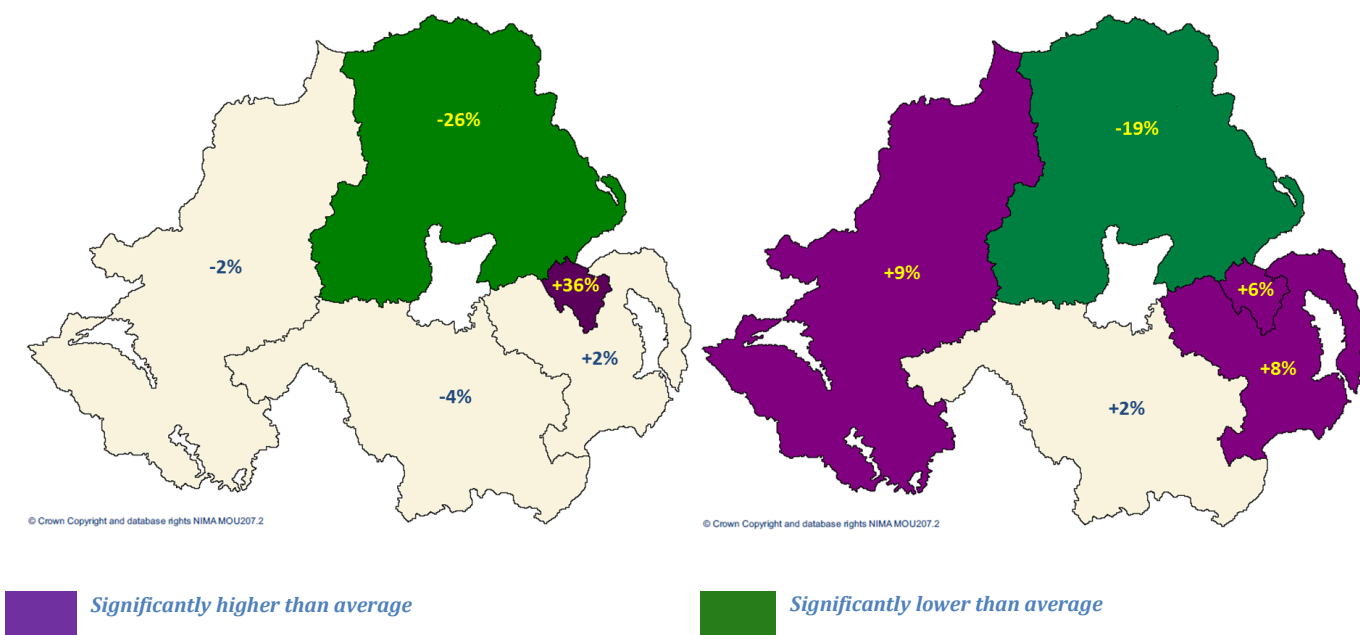 -26%
-2%
+36%
+2%
-4%
© Crown Copyright and database rights NIMA MOU207.2
-19%
+9%
+6%
+8%
+2%
© Crown Copyright and database rights NIMA MOU207.2
Significantly higher than average
Significantly lower than average